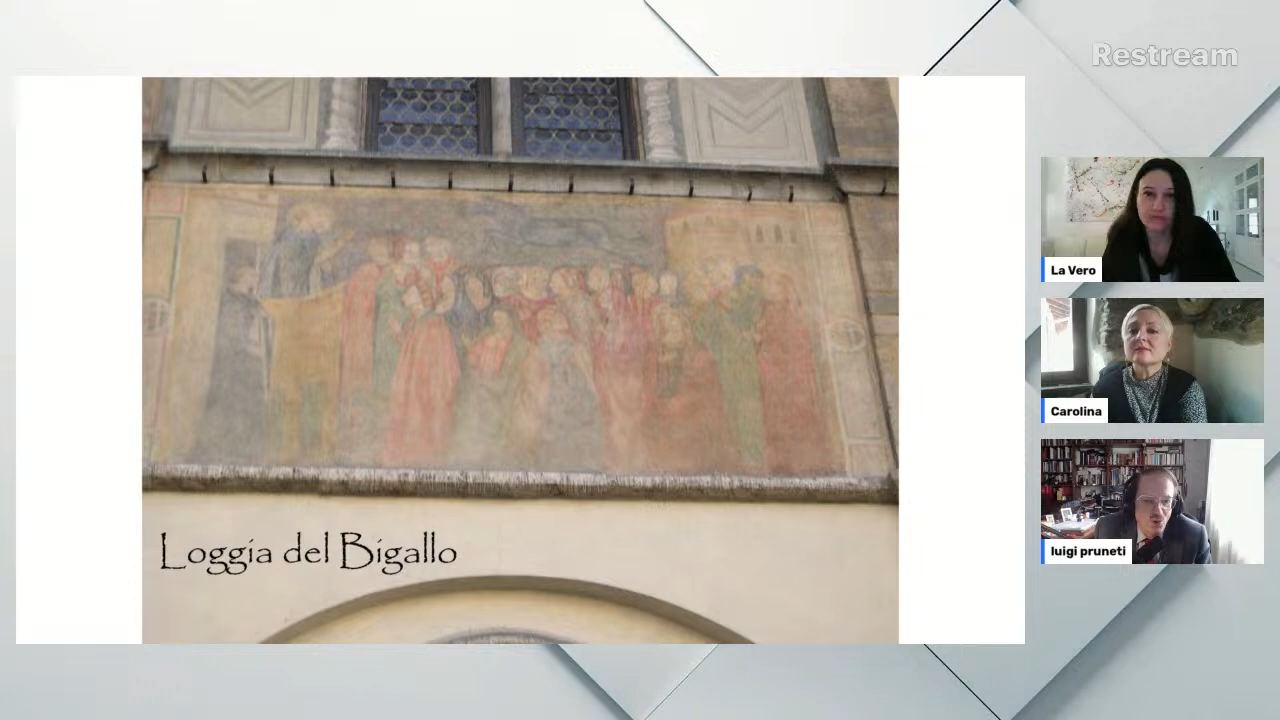 Restream
Loggia del Bigallo
La Vero
Carolina
luigi pruneti